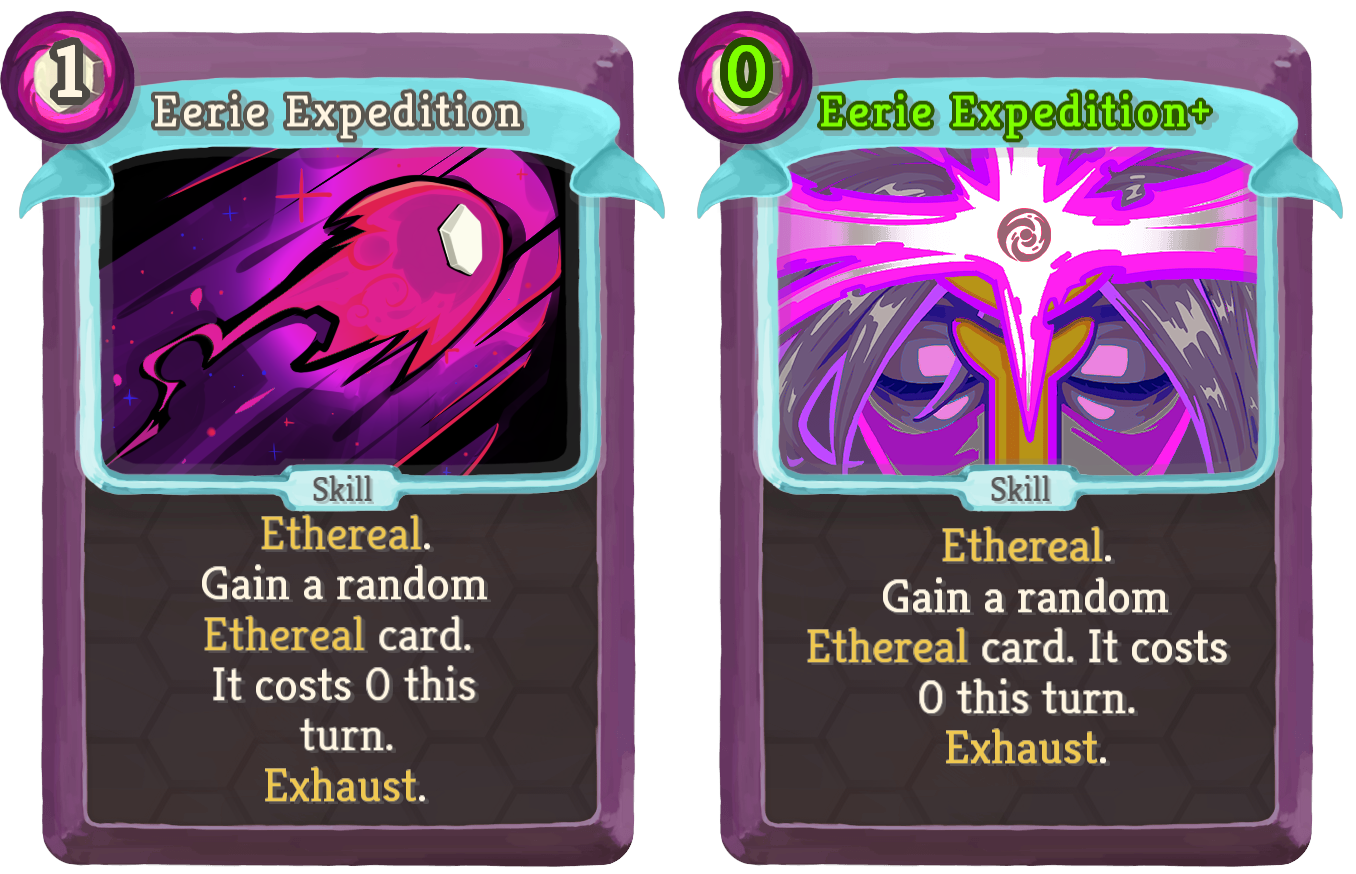 1
Eerie Expedition
Skill
Ethereal.
Gain a random
Ethereal card.
It costs 0 this
turn.
Exhaust.
0
Eerie Expedition+
Skill
Ethereal.
Gain a random
Ethereal card. It costs
0 this turn.
Exhaust.